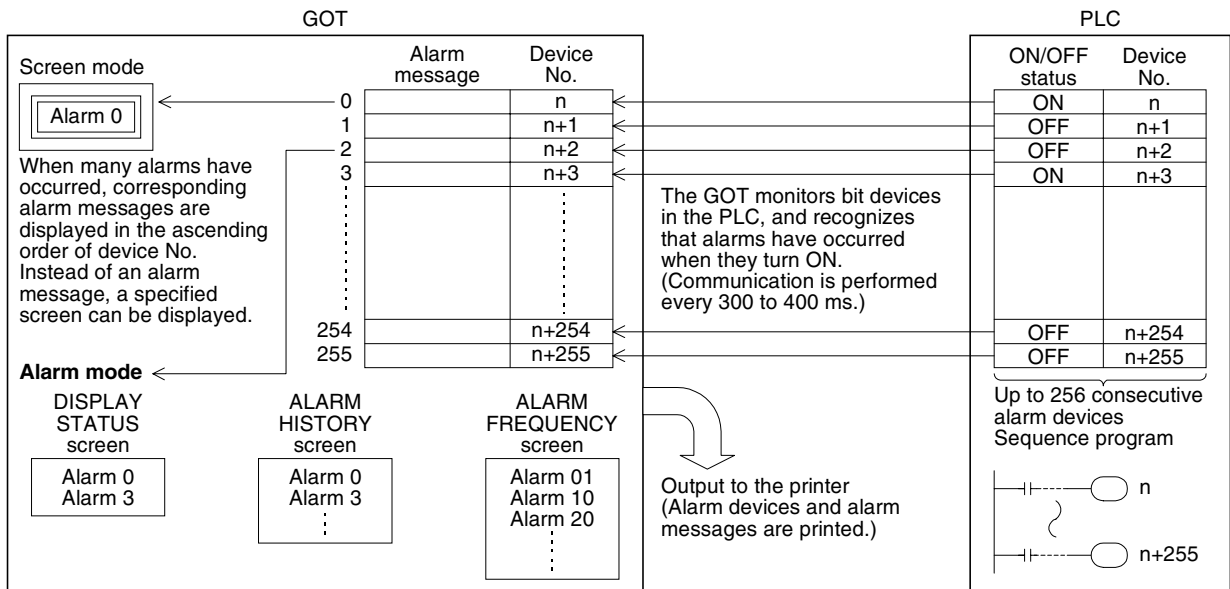 GOT
PLC
Screen mode
Alarm 0
When many alarms have
occurred, corresponding
alarm messages are
displayed in the ascending
order of device No.
Instead of an alarm
message, a specified
screen can be displayed.
Alarm
message
Device
No.
0 n
1 n+1
2 n+2
3 n+3
254 n+254
255 n+255
The GOT monitors bit devices
in the PLC, and recognizes
that alarms have occurred
when they turn ON.
(Communication is performed
every 300 to 400 ms.)
ON/OFF
status
Device
No.
ON n
OFF n+1
OFF n+2
ON n+3
OFF n+254
OFF n+255
Up to 256 consecutive
alarm devices
Sequence program
n
n+255
Alarm mode
DISPLAY
STATUS
screen
Alarm 0
Alarm 3
ALARM
HISTORY
screen
Alarm 0
Alarm 3
ALARM
FREQUENCY
screen
Alarm 01
Alarm 10
Alarm 20
Output to the printer
(Alarm devices and alarm
messages are printed.)